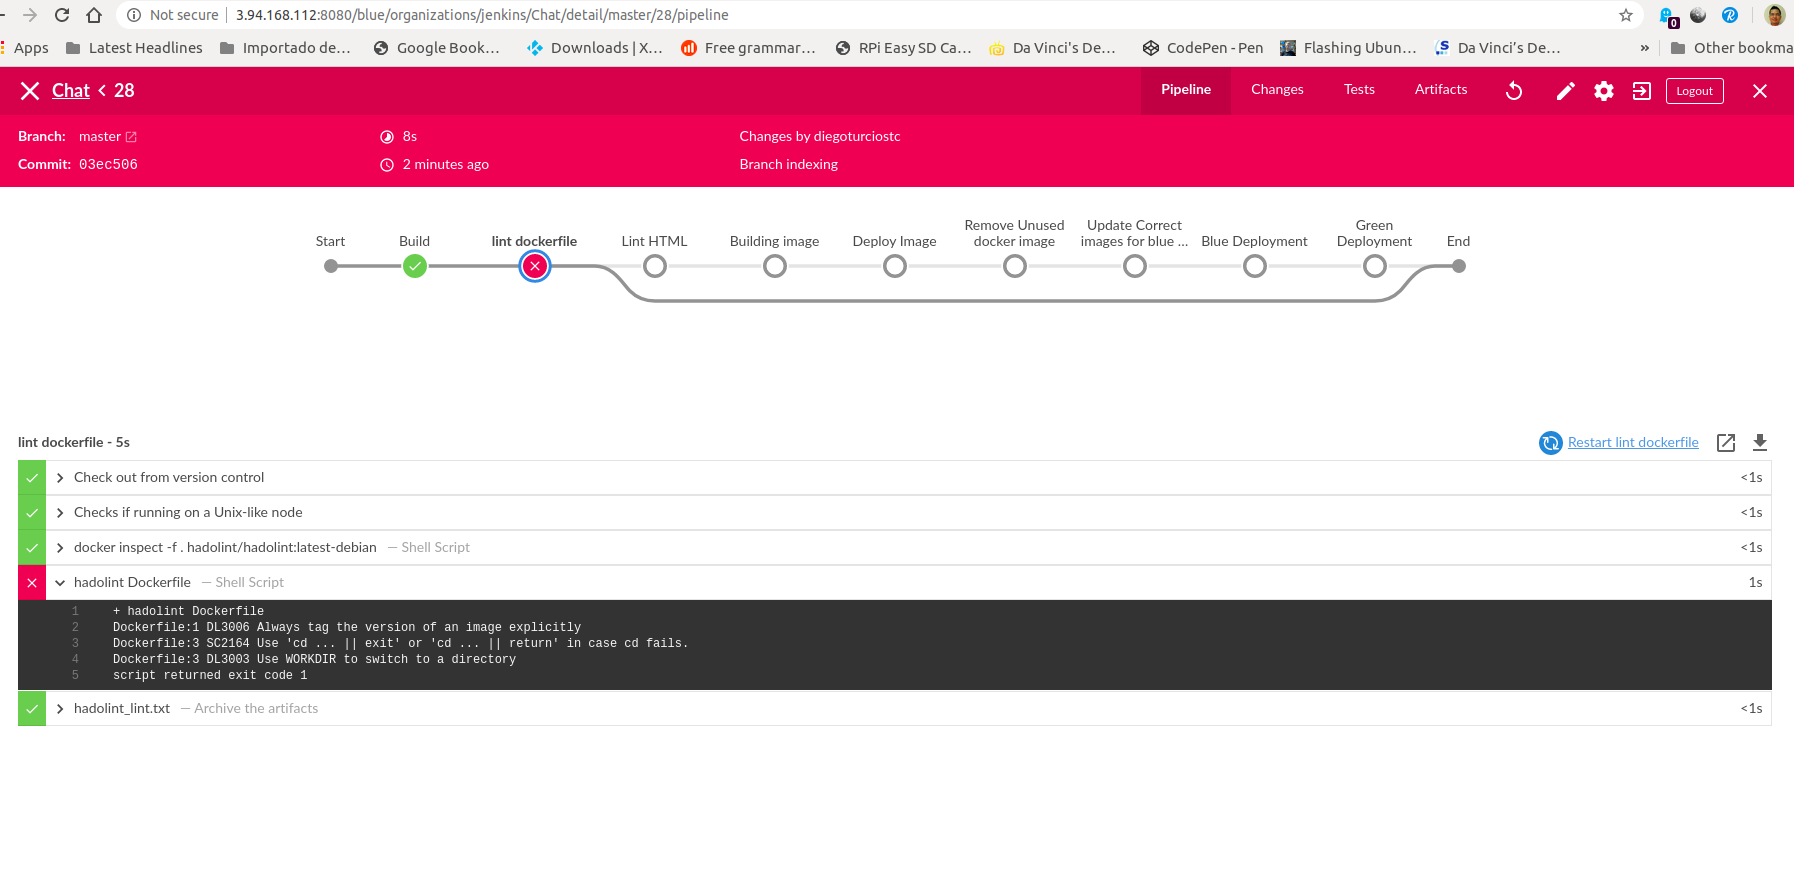 Not secure | 3.94.168.112:8080/blue/organizations/jenkins/Chat/detail/master/28/pipeline
0
Apps Latest Headlines Importado de... Google Book... Downloads | X... Free grammar... RPi Easy SD Ca... Da Vinci's De... CodePen - Pen Flashing Ubun... Da Vinci's De... » Other bookma
Chat < 28 Pipeline Changes Tests Artifacts Logout
Branch: master 8s Changes by diegoturciostc
Commit: 03ec506 2 minutes ago Branch indexing
Start
Build
lint dockerfile
Lint HTML
Building image
Deploy Image
Remove Unused
docker image
Update Correct
images for blue ...
Blue Deployment
Green
Deployment
End
lint dockerfile - 5s Restart lint dockerfile
Check out from version control <1s
Checks if running on a Unix-like node <1s
docker inspect -f . hadolint/hadolint:latest-debian — Shell Script <1s
hadolint Dockerfile — Shell Script 1s
1 + hadolint Dockerfile
2 Dockerfile:1 DL3006 Always tag the version of an image explicitly
3 Dockerfile:3 SC2164 Use 'cd ... || exit' or 'cd ... || return' in case cd fails.
4 Dockerfile:3 DL3003 Use WORKDIR to switch to a directory
5 script returned exit code 1
hadolint_lint.txt — Archive the artifacts <1s